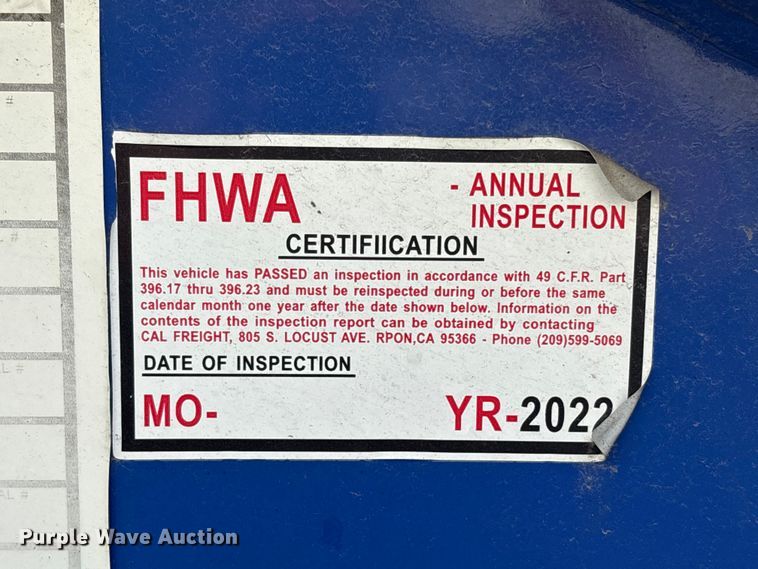 FHWA - ANNUAL
INSPECTION
CERTIFIICATION
This vehicle has PASSED an inspection in accordance with 49 C.F.R. Part
396.17 thru 396.23 and must be reinspected during or before the same
calendar month one year after the date shown below. Information on the
contents of the inspection report can be obtained by contacting
CAL FREIGHT, 805 S. LOCUST AVE. RPON,CA 95366 - Phone (209)599-5069
DATE OF INSPECTION
MO- YR-2022
#
#
#
AL #
AL #
Purple Wave Auction